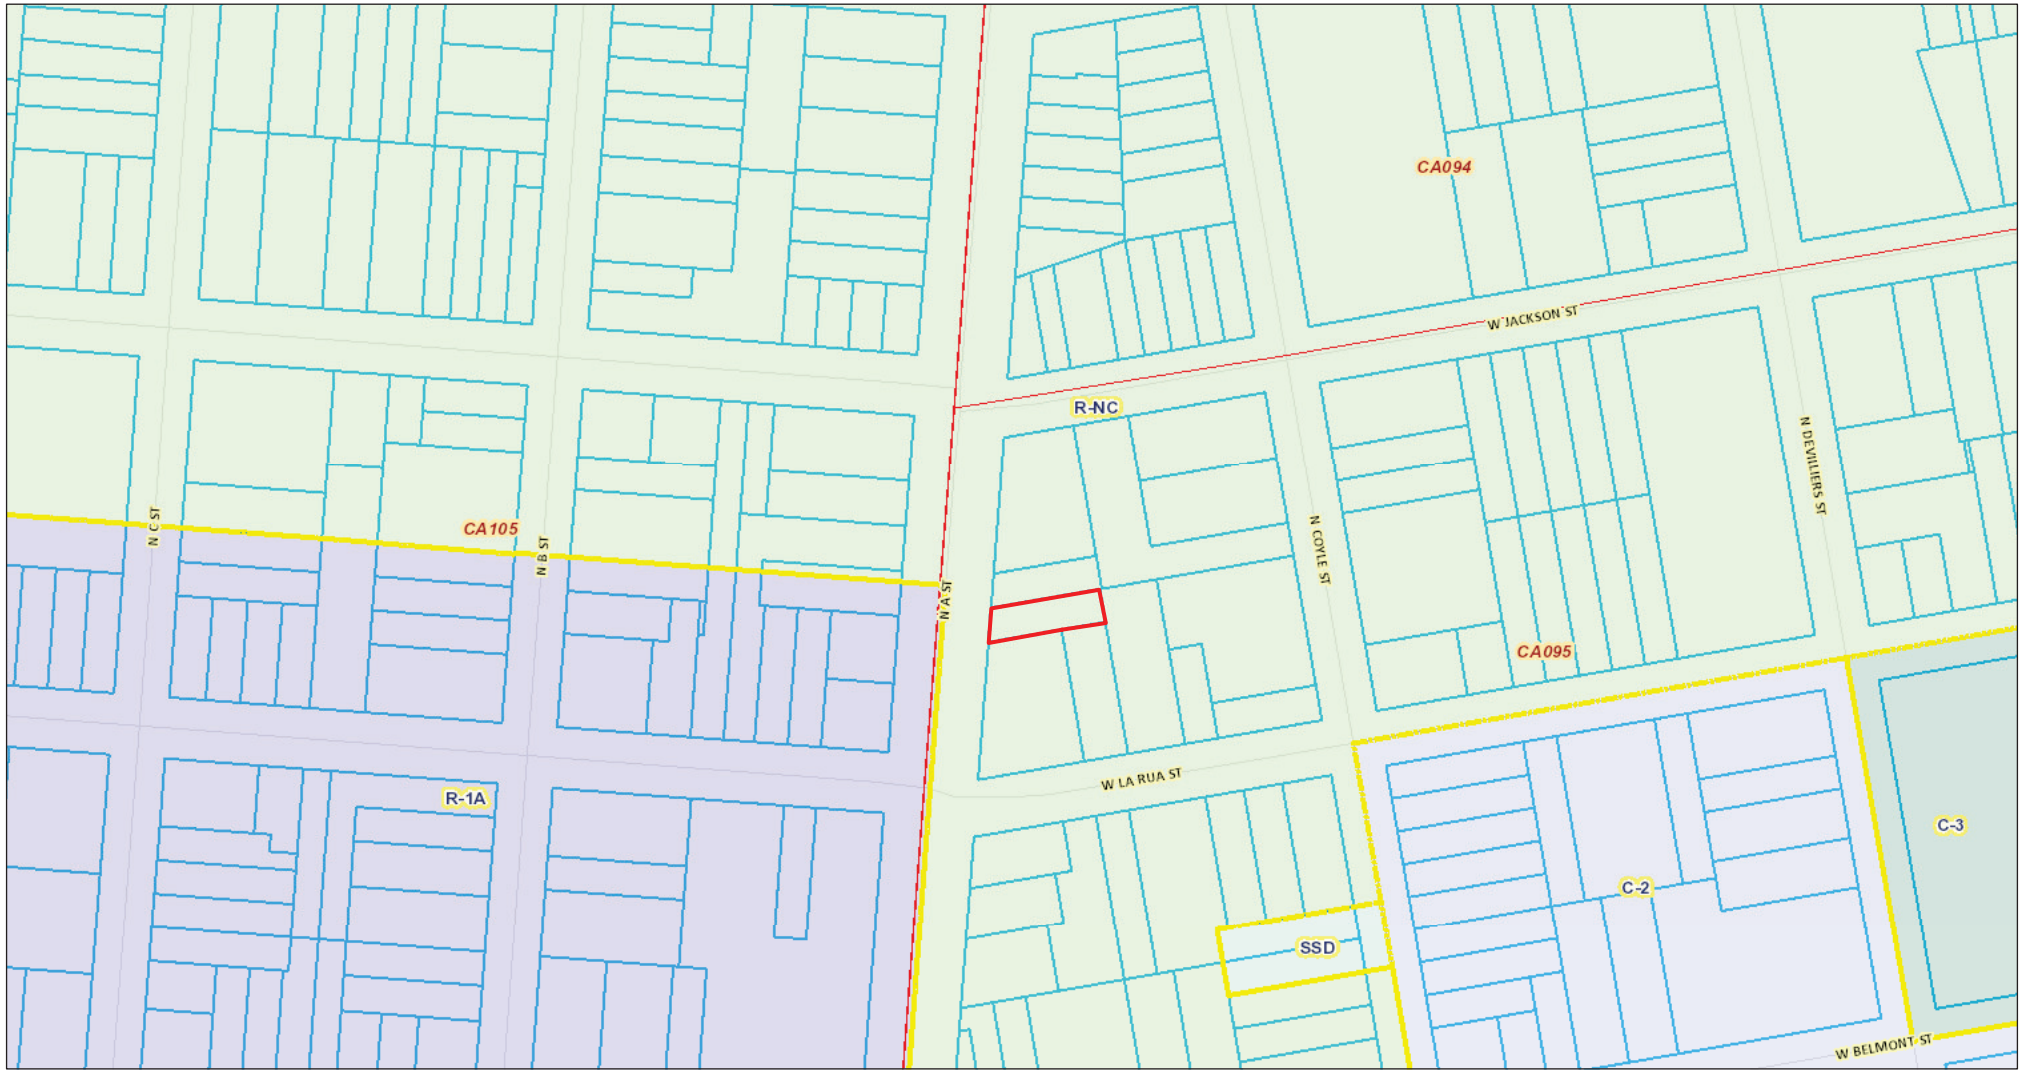 CA094
W JACKSON ST
R-NC
N DEVILIERS ST
N C ST
CA105
N B ST
N COYLE ST
N A ST
CA095
W LA RUA ST
R-1A
C-3
C-2
SSD
W BELMONT ST